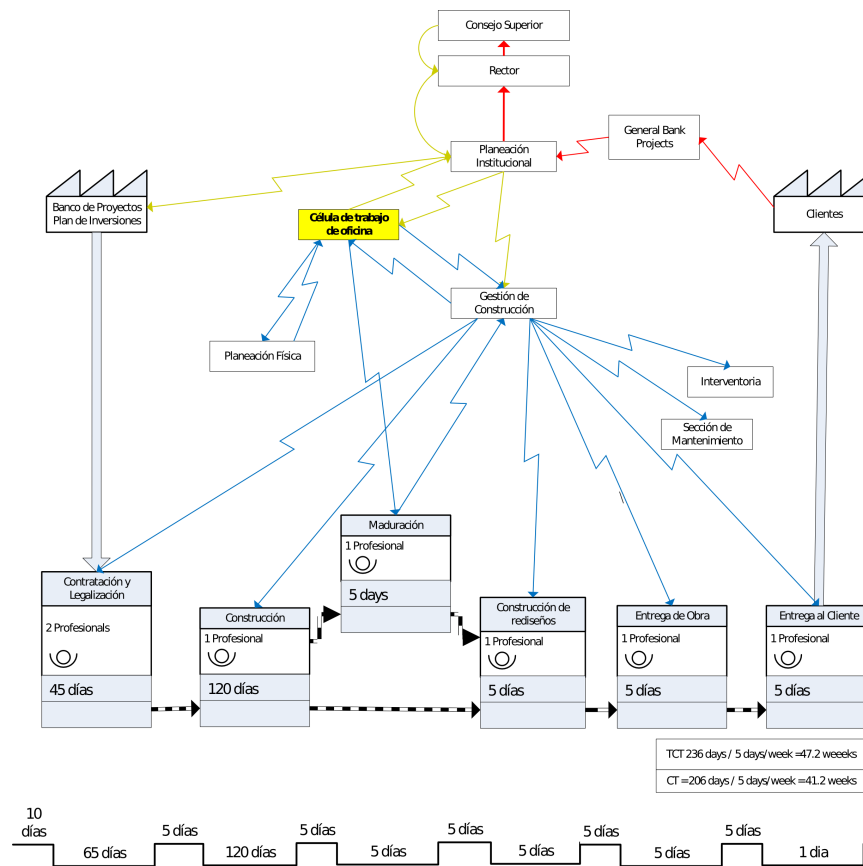 Consejo Superior
Rector
General Bank
Projects
Planeación
Institucional
Banco de Proyectos
Plan de Inversiones
Clientes
Célula de trabajo
de oficina
Gestión de
Construcción
Planeación Física
Interventoria
Sección de
Mantenimiento
Maduración
1 Profesional
5 days
Contratación y
Legalización
2 Profesionals
45 días
Construcción
1 Profesional
120 días
Construcción de
rediseños
1 Profesional
5 días
Entrega de Obra
1 Profesional
5 días
Entrega al Cliente
1 Profesional
5 días
TCT 236 days / 5 days/week =47.2 weeeks
CT = 206 days / 5 days/week = 41.2 weeks
10
días
65 días
5 días
120 días
5 días
5 días
5 días
5 días
5 días
5 días
5 días
1 dia